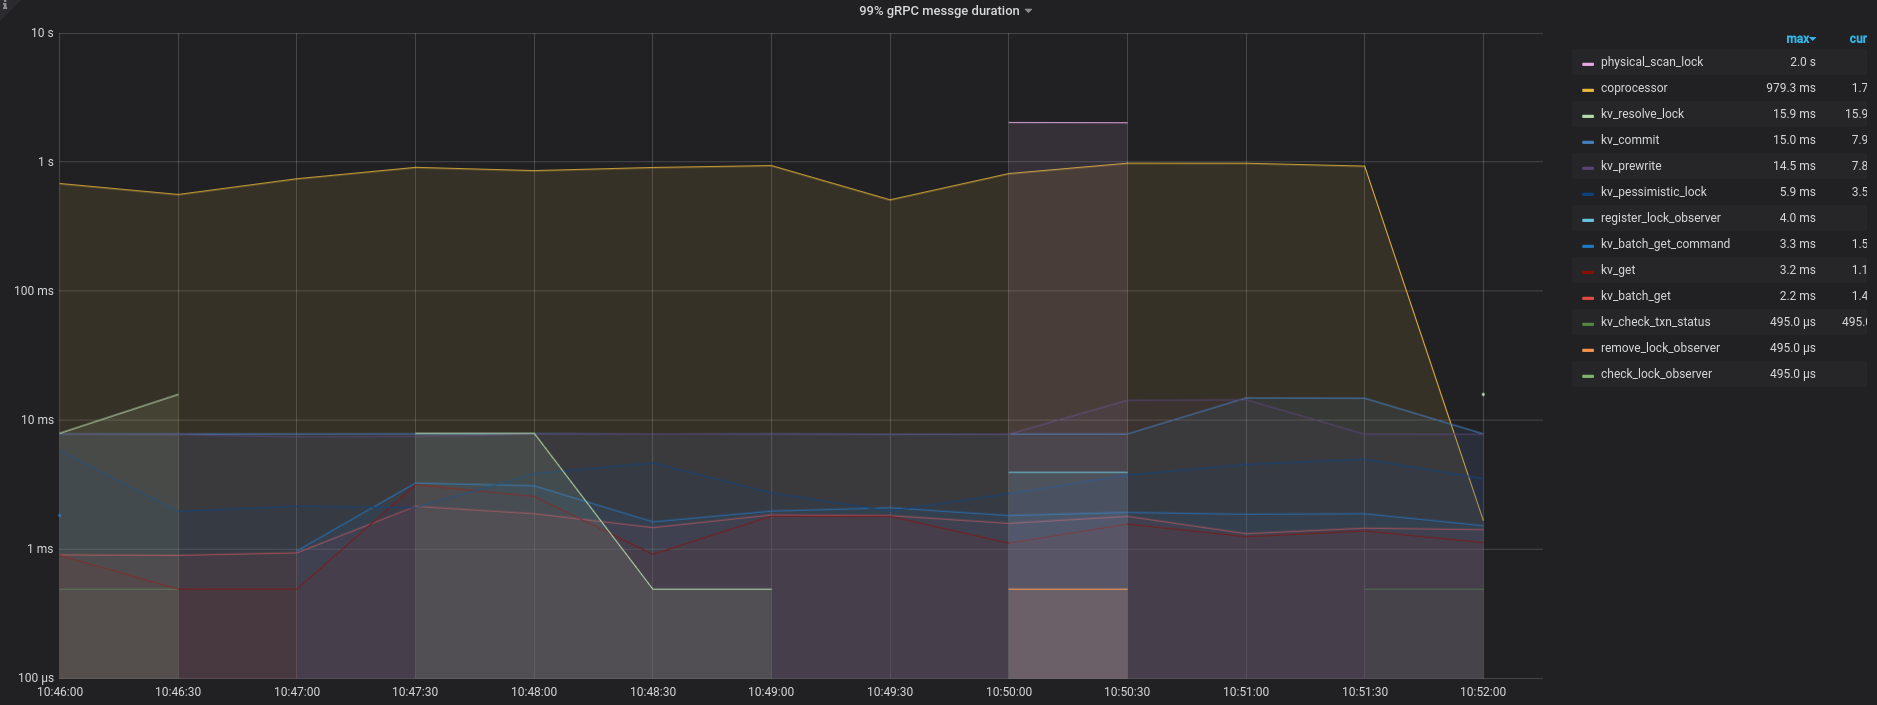 i
99% gRPC messge duration
10 s
1 s
100 ms
10 ms
1 ms
100 µs
10:46:00 10:46:30 10:47:00 10:47:30 10:48:00 10:48:30 10:49:00 10:49:30 10:50:00 10:50:30 10:51:00 10:51:30 10:52:00
max cur
physical_scan_lock 2.0 s
coprocessor 979.3 ms 1.7
kv_resolve_lock 15.9 ms 15.9
kv_commit 15.0 ms 7.9
kv_prewrite 14.5 ms 7.8
kv_pessimistic_lock 5.9 ms 3.5
register_lock_observer 4.0 ms
kv_batch_get_command 3.3 ms 1.5
kv_get 3.2 ms 1.1
kv_batch_get 2.2 ms 1.4
kv_check_txn_status 495.0 µs 495.
remove_lock_observer 495.0 µs
check_lock_observer 495.0 µs